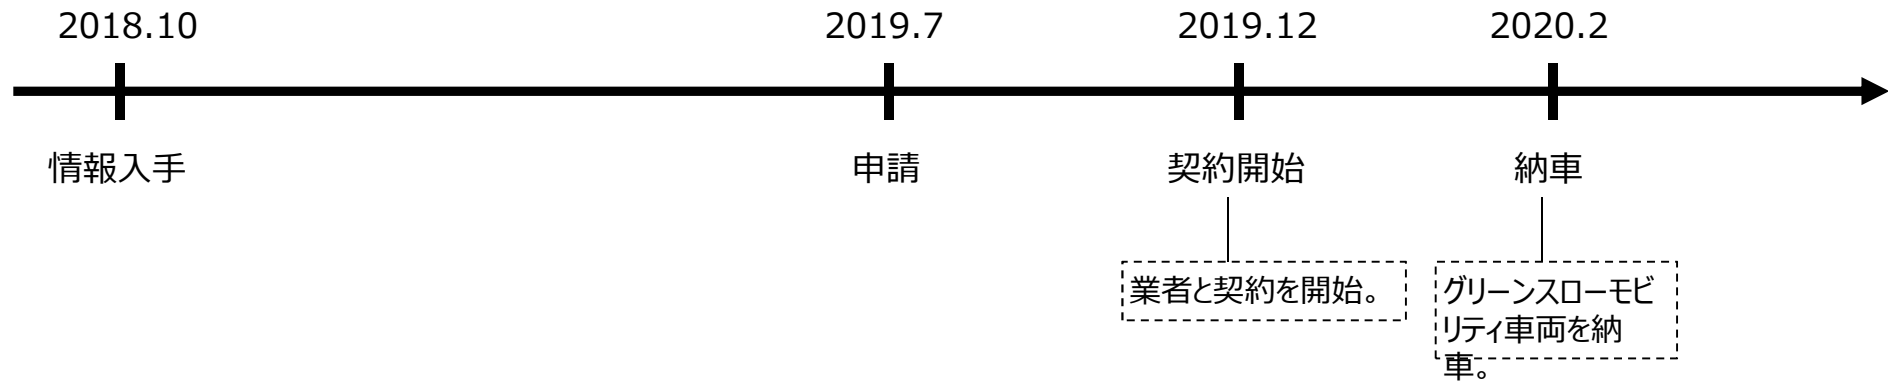 2018.10
2019.7
2019.12
2020.2
情報入手
申請
契約開始
納車
業者と契約を開始。
グリーンスローモビ
リティ車両を納
車。